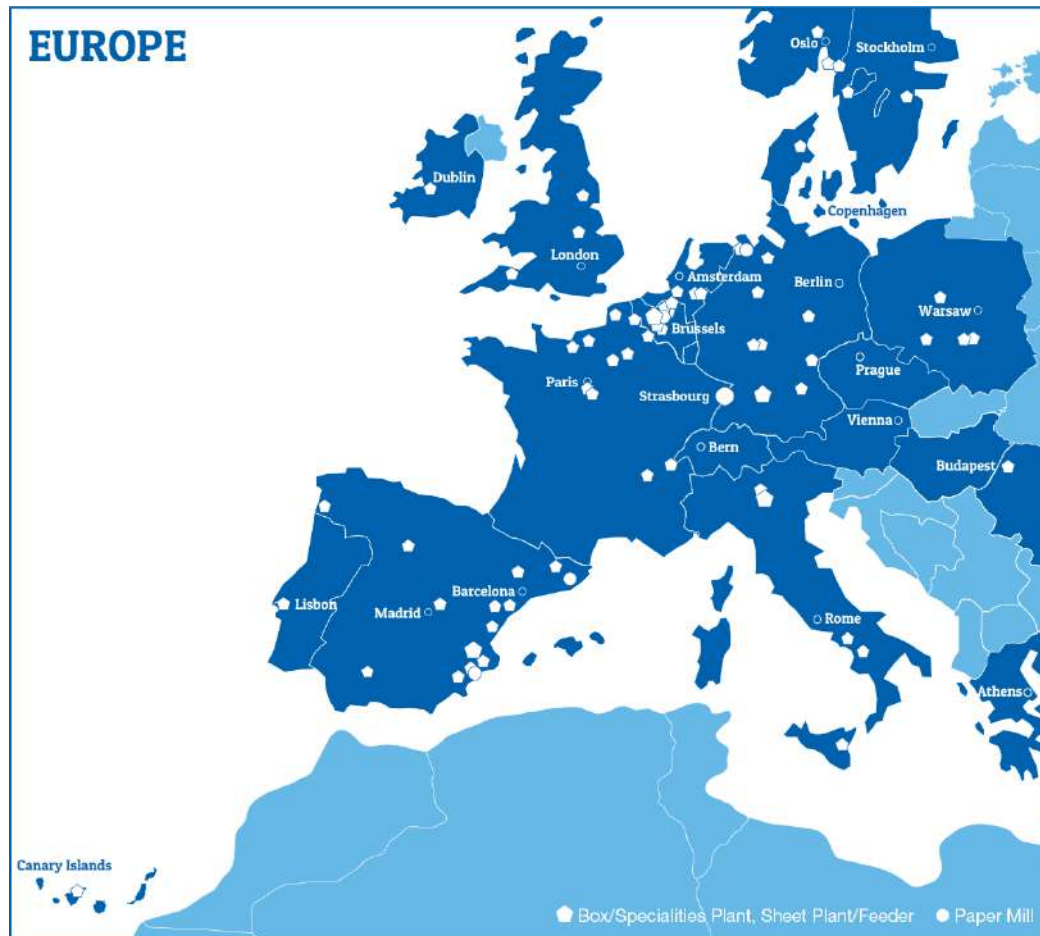 EUROPE
Oslo
Stockholm
Dublin
Copenhagen
London
Amsterdam
Berlin
Warsaw
Brussels
Prague
Paris
Strasbourg
Vienna
Bern
Budapest
Barcelona
Lisbon
Madrid
Rome
Athens
Canary Islands
Box/Specialities Plant, Sheet Plant/Feeder Paper Mill